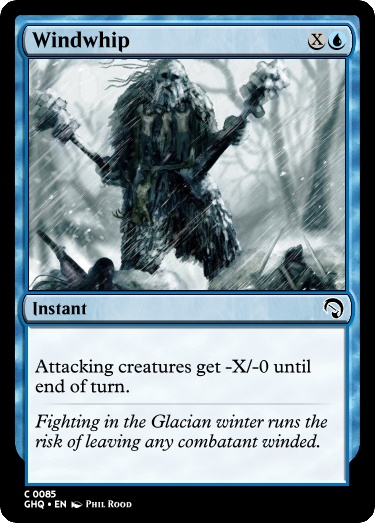 Windwhip X
Instant
Attacking creatures get -X/-0 until
end of turn.
Fighting in the Glacian winter runs the
risk of leaving any combatant winded.
C 0085
GHQ • EN Phil Rood